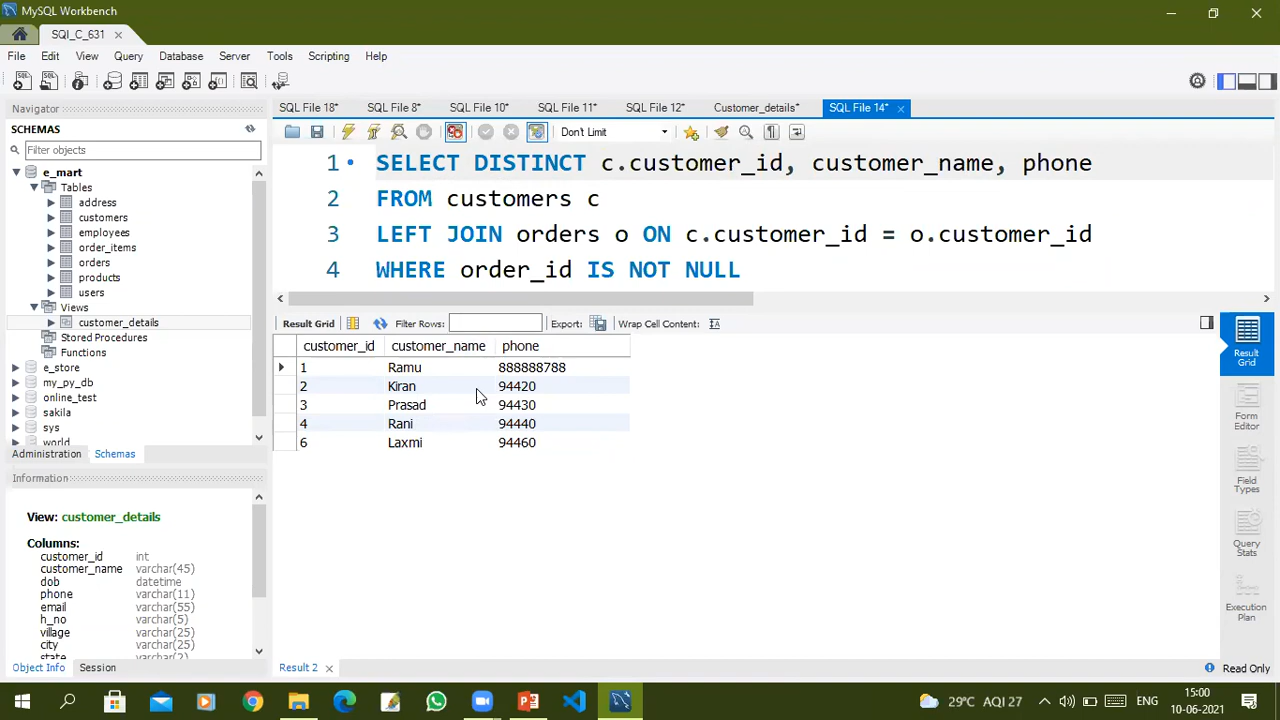 MySQL Workbench
SQl_C_631
File Edit View Query Database Server Tools Scripting Help
Navigator
SCHEMAS
Filter objects
e_mart
Tables
address
customers
employees
order_items
orders
products
users
Views
customer_details
Stored Procedures
Functions
e_store
my_py_db
online_test
sakila
sys
world
Administration Schemas
Information
View: customer_details
Columns:
customer_id int
customer_name varchar(45)
dob datetime
phone varchar(11)
email varchar(55)
h_no varchar(5)
village varchar(25)
city varchar(25)
state varchar(2)
Object Info Session
SQL File 18* SQL File 8* SQL File 10* SQL File 11* SQL File 12* Customer_details* SQL File 14*
Don't Limit
1 SELECT DISTINCT c.customer_id, customer_name, phone
2 FROM customers c
3 LEFT JOIN orders o ON c.customer_id = o.customer_id
4 WHERE order_id IS NOT NULL
Result Grid Filter Rows: Export: Wrap Cell Content:
customer_id customer_name phone
1 Ramu 888888788
2 Kiran 94420
3 Prasad 94430
4 Rani 94440
6 Laxmi 94460
Result
Grid
Form
Editor
Field
Types
Query
Stats
Execution
Plan
Result 2
Read Only
29°C AQI 27
ENG
15:00
10-06-2021